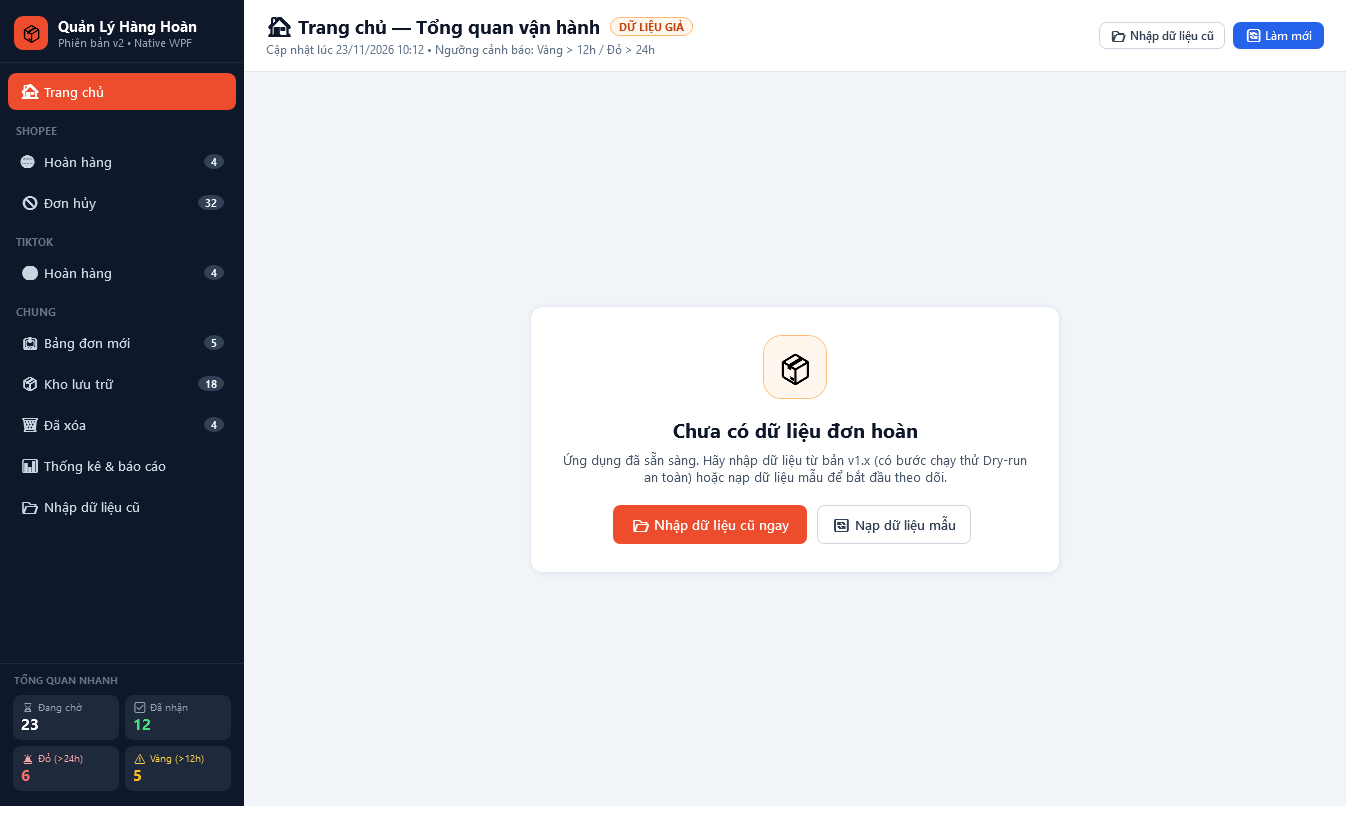 Quản Lý Hàng Hoàn
Phiên bản v2 • Native WPF
Trang chủ
SHOPEE
Hoàn hàng 4
Đơn hủy 32
TIKTOK
Hoàn hàng 4
CHUNG
Bảng đơn mới 5
Kho lưu trữ 18
Đã xóa 4
Thống kê & báo cáo
Nhập dữ liệu cũ
TỔNG QUAN NHANH
Đang chờ
23
Đã nhận
12
Đỏ (>24h)
6
Vàng (>12h)
5
Trang chủ — Tổng quan vận hành DỮ LIỆU GIẢ
Cập nhật lúc 23/11/2026 10:12 • Ngưỡng cảnh báo: Vàng > 12h / Đỏ > 24h
Nhập dữ liệu cũ
Làm mới
Chưa có dữ liệu đơn hoàn
Ứng dụng đã sẵn sàng. Hãy nhập dữ liệu từ bản v1.x (có bước chạy thử Dry-run
an toàn) hoặc nạp dữ liệu mẫu để bắt đầu theo dõi.
Nhập dữ liệu cũ ngay
Nạp dữ liệu mẫu